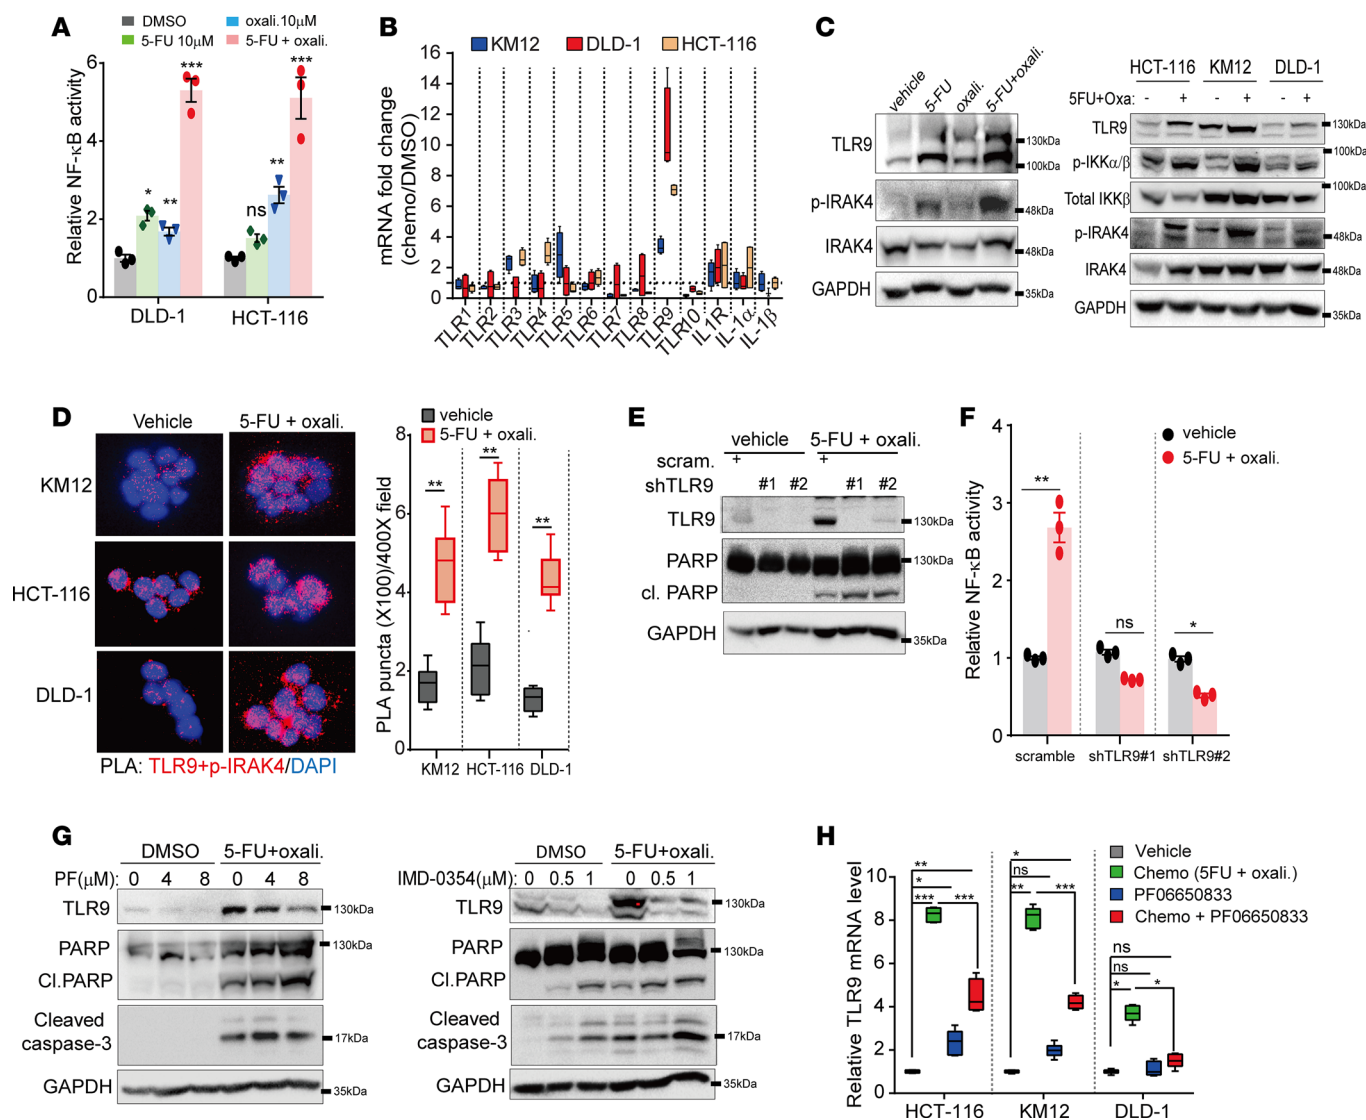 A
DMSO
oxali.10μM
5-FU 10μM
5-FU + oxali.
Relative NF-κB activity
6
4
2
0
*
**
***
ns
**
***
DLD-1
HCT-116
B
KM12
DLD-1
HCT-116
mRNA fold change
(chemo/DMSO)
16
14
12
10
8
6
4
2
1
0
TLR1
TLR2
TLR3
TLR4
TLR5
TLR6
TLR7
TLR8
TLR9
TLR10
IL1R
IL-1α
IL-1β
C
vehicle
5-FU
oxali.
5-FU+oxali.
TLR9
130kDa
100kDa
p-IRAK4
48kDa
IRAK4
48kDa
GAPDH
35kDa
HCT-116 KM12 DLD-1
5FU+Oxa: - + - + - +
TLR9
130kDa
p-IKKα/β
100kDa
Total IKKβ
100kDa
p-IRAK4
48kDa
IRAK4
48kDa
GAPDH
35kDa
D
Vehicle
5-FU + oxali.
KM12
HCT-116
DLD-1
PLA: TLR9+p-IRAK4/DAPI
vehicle
5-FU + oxali.
PLA puncta (X100)/400X field
8
6
4
2
0
**
**
**
KM12
HCT-116
DLD-1
E
vehicle 5-FU + oxali.
scram. + +
shTLR9 #1 #2 #1 #2
TLR9
130kDa
PARP
130kDa
cl. PARP
GAPDH
35kDa
F
vehicle
5-FU + oxali.
Relative NF-κB activity
4
3
2
1
0
**
ns
*
scramble
shTLR9#1
shTLR9#2
G
DMSO 5-FU+oxali.
PF(μM): 0 4 8 0 4 8
TLR9
130kDa
PARP
130kDa
Cl.PARP
Cleaved
caspase-3
17kDa
GAPDH
35kDa
DMSO 5-FU+oxali.
IMD-0354(μM): 0 0.5 1 0 0.5 1
TLR9
130kDa
PARP
130kDa
Cl.PARP
Cleaved
caspase-3
17kDa
GAPDH
35kDa
H
Vehicle
Chemo (5FU + oxali.)
PF06650833
Chemo + PF06650833
Relative TLR9 mRNA level
10
8
6
4
2
0
**
*
***
***
*
ns
**
***
ns
ns
*
*
HCT-116
KM12
DLD-1